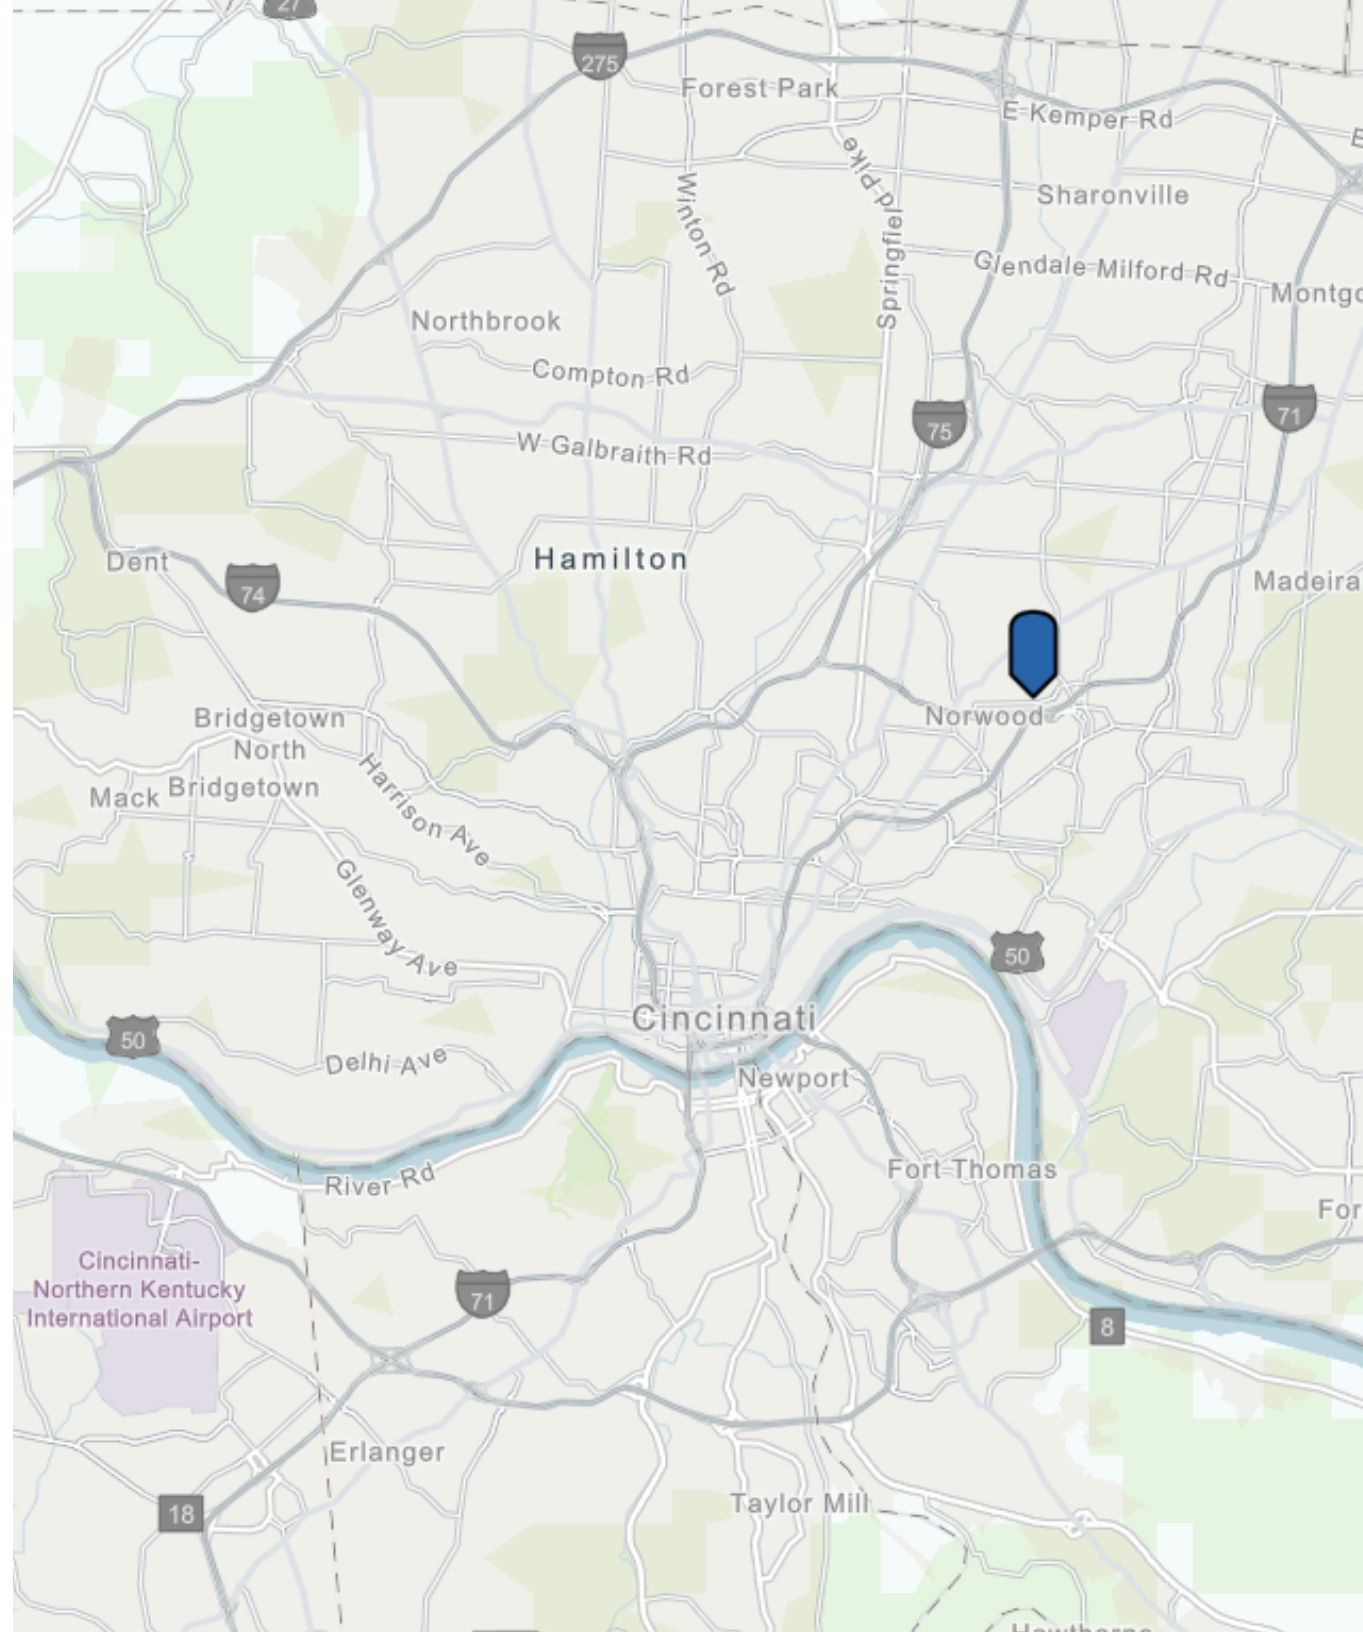 27
275
Forest Park
E Kemper Rd
Winton Rd
Springfield Pike
Sharonville
Glendale Milford Rd
Montgo
Northbrook
Compton Rd
75
71
W Galbraith Rd
Hamilton
Dent
74
Madeira
Norwood
Bridgetown
North
Mack
Bridgetown
Harrison Ave
Glenway Ave
50
Cincinnati
50
Delhi Ave
Newport
River Rd
Fort Thomas
For
Cincinnati-
Northern Kentucky
International Airport
71
8
Erlanger
18
Taylor Mill